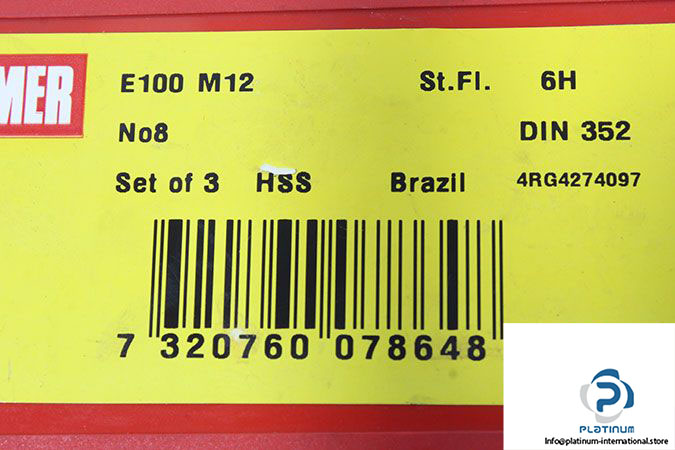 MER
E100 M12 St.Fl. 6H
No8 DIN 352
Set of 3 HSS Brazil 4RG4274097
7 320760 078648
PLATINUM
Info@platinum-international.store